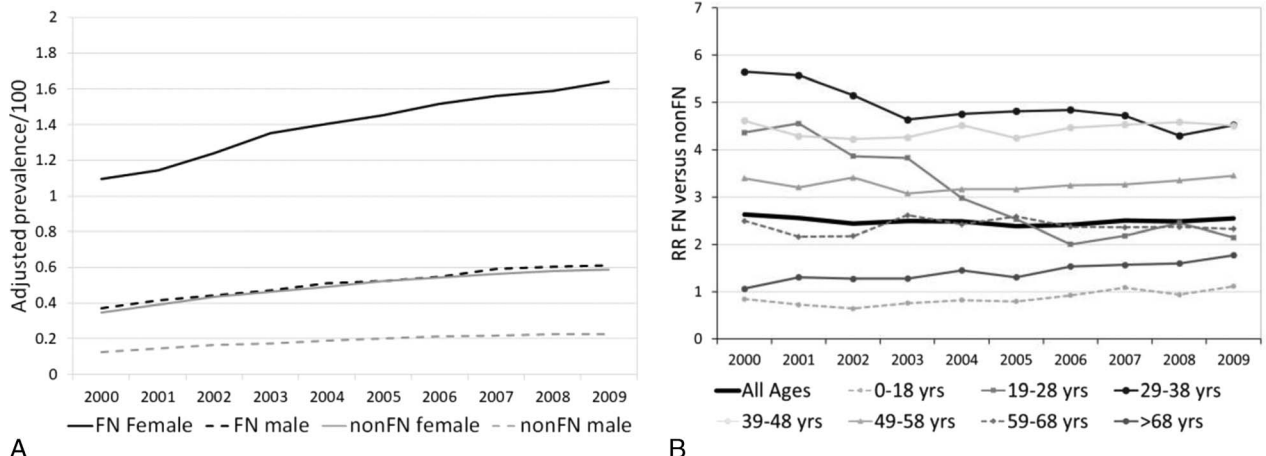 2
1.8
1.6
1.4
1.2
1
0.8
0.6
0.4
0.2
0
Adjusted prevalence/100
2000 2001 2002 2003 2004 2005 2006 2007 2008 2009
FN Female FN male nonFN female nonFN male
A
7
6
5
4
3
2
1
0
RR FN versus nonFN
2000 2001 2002 2003 2004 2005 2006 2007 2008 2009
All Ages 0-18 yrs 19-28 yrs 29-38 yrs
39-48 yrs 49-58 yrs 59-68 yrs >68 yrs
B